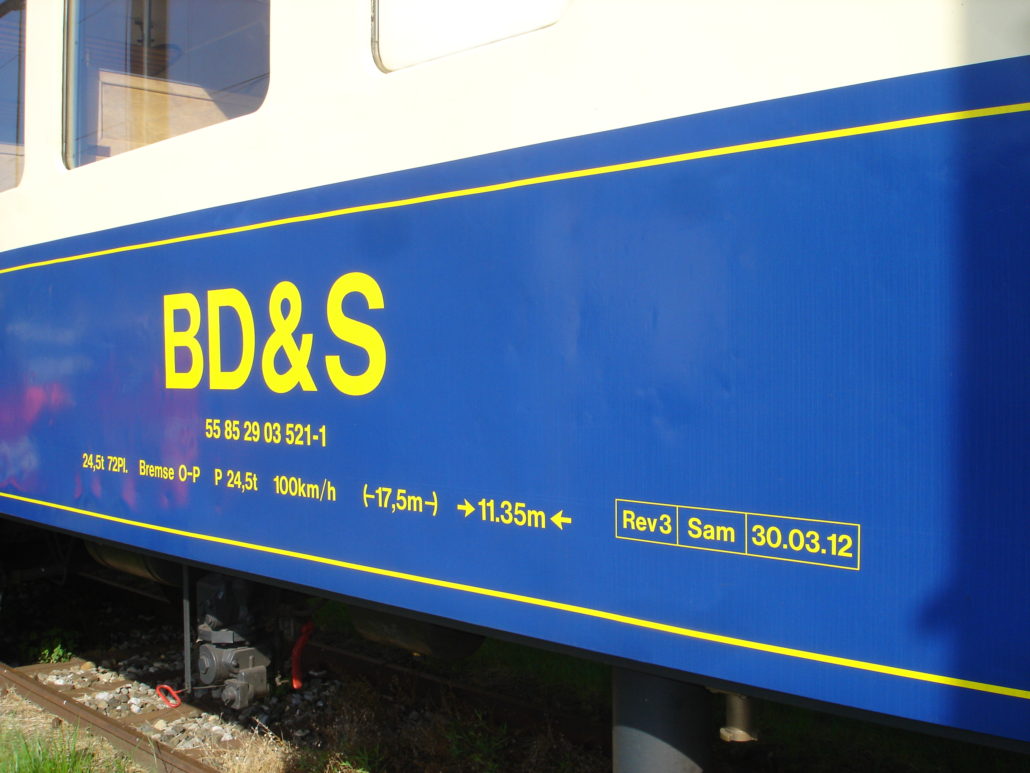 BD&S
55 85 29 03 521-1
24,5t 72Pl. Bremse O-P P 24,5t 100km/h (-17,5m-) →11.35m←
Rev3 Sam 30.03.12